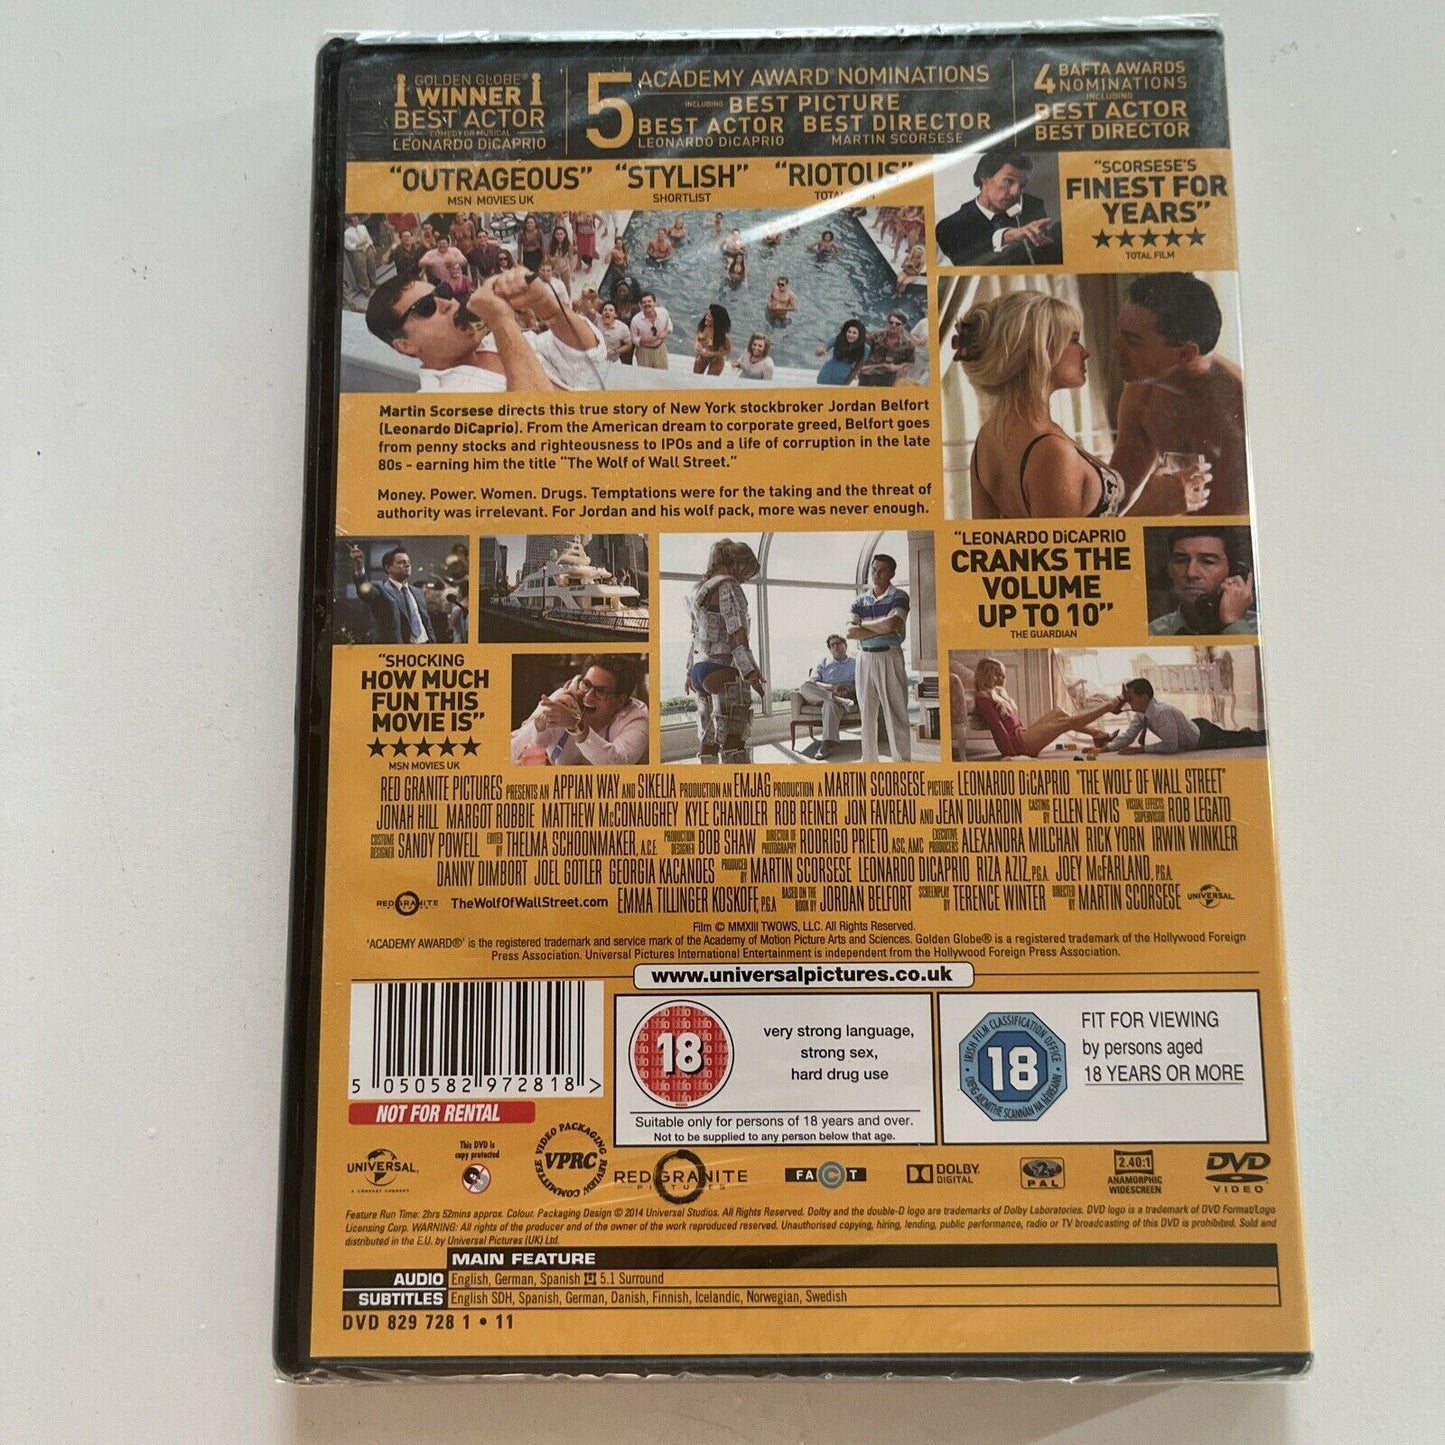 GOLDEN GLOBE®
WINNER
BEST ACTOR
COMEDY OR MUSICAL
LEONARDO DiCAPRIO
5 ACADEMY AWARD® NOMINATIONS
INCLUDING BEST PICTURE
BEST ACTOR BEST DIRECTOR
LEONARDO DiCAPRIO MARTIN SCORSESE
4 BAFTA AWARDS
NOMINATIONS
INCLUDING
BEST ACTOR
BEST DIRECTOR
"OUTRAGEOUS"
MSN MOVIES UK
"STYLISH"
SHORTLIST
"RIOTOUS"
"SCORSESE'S
FINEST FOR
YEARS"
★★★★★
TOTAL FILM
Martin Scorsese directs this true story of New York stockbroker Jordan Belfort
(Leonardo DiCaprio). From the American dream to corporate greed, Belfort goes
from penny stocks and righteousness to IPOs and a life of corruption in the late
80s - earning him the title "The Wolf of Wall Street."
Money. Power. Women. Drugs. Temptations were for the taking and the threat of
authority was irrelevant. For Jordan and his wolf pack, more was never enough.
"LEONARDO DiCAPRIO
CRANKS THE
VOLUME
UP TO 10"
THE GUARDIAN
"SHOCKING
HOW MUCH
FUN THIS
MOVIE IS"
★★★★★
MSN MOVIES UK
RED GRANITE PICTURES PRESENTS AN APPIAN WAY AND SIKELIA PRODUCTION AN EMJAG PRODUCTION A MARTIN SCORSESE PICTURE LEONARDO DiCAPRIO "THE WOLF OF WALL STREET"
JONAH HILL MARGOT ROBBIE MATTHEW McCONAUGHEY KYLE CHANDLER ROB REINER JON FAVREAU AND JEAN DUJARDIN CASTING BY ELLEN LEWIS VISUAL EFFECTS SUPERVISOR ROB LEGATO
COSTUME DESIGNER SANDY POWELL EDITED BY THELMA SCHOONMAKER, A.C.E. PRODUCTION DESIGNER BOB SHAW DIRECTOR OF PHOTOGRAPHY RODRIGO PRIETO, ASC, AMC EXECUTIVE PRODUCERS ALEXANDRA MILCHAN RICK YORN IRWIN WINKLER
DANNY DIMBORT JOEL GOTLER GEORGIA KACANDES PRODUCED BY MARTIN SCORSESE LEONARDO DiCAPRIO RIZA AZIZ, P.G.A. JOEY McFARLAND, P.G.A.
RED GRANITE PICTURES TheWolfOfWallStreet.com EMMA TILLINGER KOSKOFF, P.G.A BASED ON THE BOOK BY JORDAN BELFORT SCREENPLAY BY TERENCE WINTER DIRECTED BY MARTIN SCORSESE UNIVERSAL
Film © MMXIII TWOWS, LLC. All Rights Reserved.
'ACADEMY AWARD®' is the registered trademark and service mark of the Academy of Motion Picture Arts and Sciences. Golden Globe® is a registered trademark of the Hollywood Foreign
Press Association. Universal Pictures International Entertainment is independent from the Hollywood Foreign Press Association.
www.universalpictures.co.uk
5 050582 972818 >
NOT FOR RENTAL
18
very strong language,
strong sex,
hard drug use
Suitable only for persons of 18 years and over.
Not to be supplied to any person below that age.
IRISH FILM CLASSIFICATION OFFICE
18
OIFIG AICMITHE SCANNÁN NA hÉIREANN
FIT FOR VIEWING
by persons aged
18 YEARS OR MORE
UNIVERSAL
A COMCAST COMPANY
This DVD is
copy protected
VIDEO PACKAGING REVIEW COMMITTEE
VPRC
RED GRANITE
PICTURES
FACT
DOLBY
DIGITAL
2
PAL
2.40:1
ANAMORPHIC
WIDESCREEN
DVD
VIDEO
Feature Run Time: 2hrs 52mins approx. Colour. Packaging Design © 2014 Universal Studios. All Rights Reserved. Dolby and the double-D logo are trademarks of Dolby Laboratories. DVD logo is a trademark of DVD Format/Logo
Licensing Corp. WARNING: All rights of the producer and of the owner of the work reproduced reserved. Unauthorised copying, hiring, lending, public performance, radio or TV broadcasting of this DVD is prohibited. Sold and
distributed in the E.U. by Universal Pictures (UK) Ltd.
MAIN FEATURE
AUDIO English, German, Spanish 5.1 Surround
SUBTITLES English SDH, Spanish, German, Danish, Finnish, Icelandic, Norwegian, Swedish
DVD 829 728 1 • 11